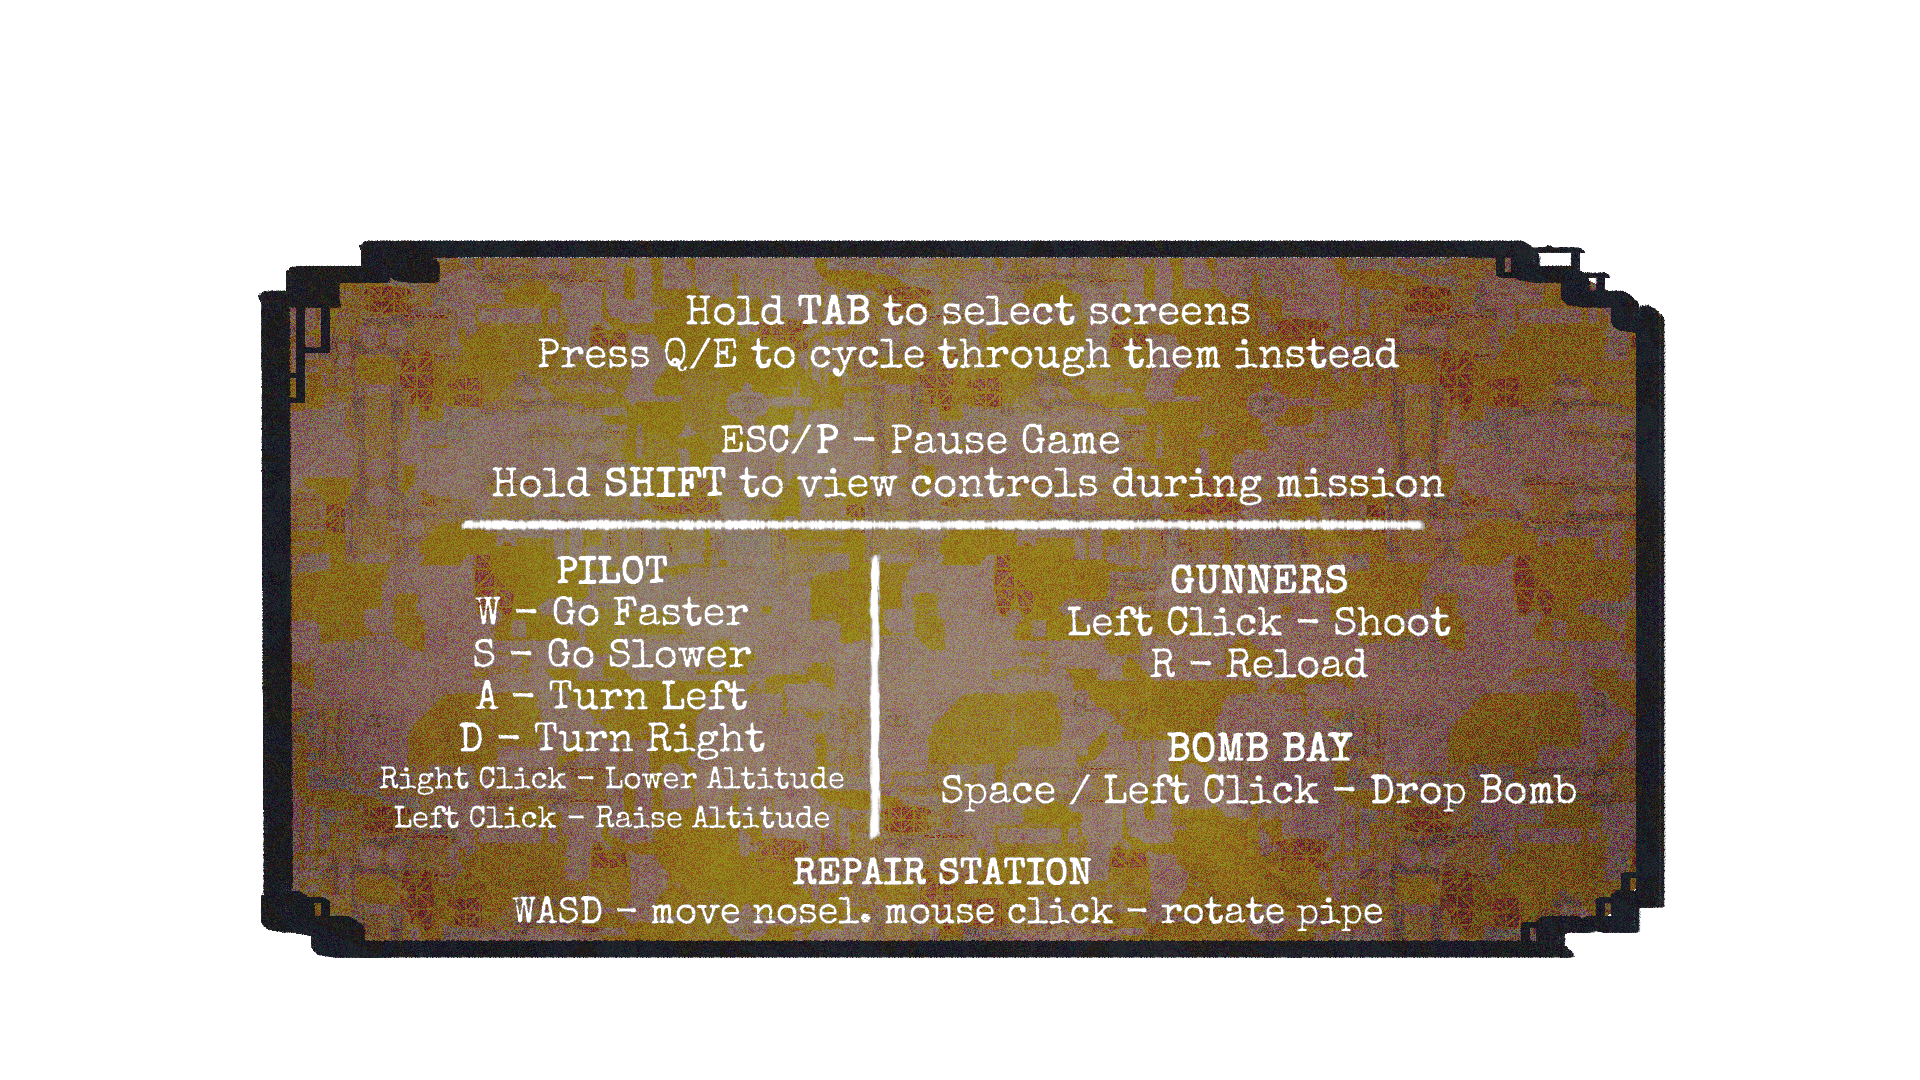 Hold TAB to select screens
Press Q/E to cycle through them instead
ESC/P - Pause Game
Hold SHIFT to view controls during mission
PILOT
W - Go Faster
S - Go Slower
A - Turn Left
D - Turn Right
Right Click - Lower Altitude
Left Click - Raise Altitude
GUNNERS
Left Click - Shoot
R - Reload
BOMB BAY
Space / Left Click - Drop Bomb
REPAIR STATION
WASD - move nosel. mouse click - rotate pipe